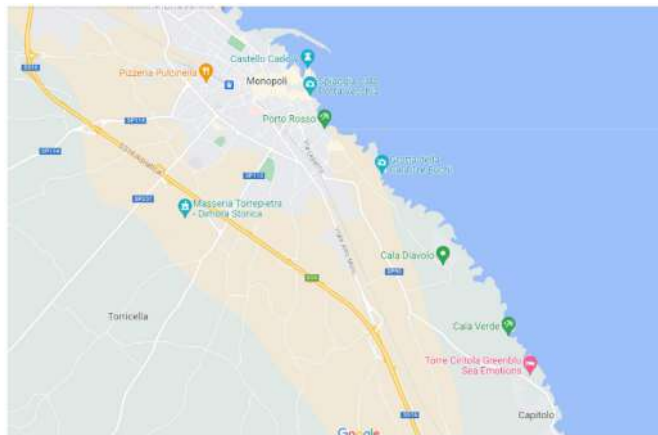 Castello Carlo
Pizzeria Pulcinella
Monopoli
Porto Rosso
SS16
SP113
SP237
SP90
Masseria Torrepietra
- Dimora Storica
Cala Diavolo
Torricella
Cala Verde
Torre Cintola Greenblu
Sea Emotions
Capitolo
Google